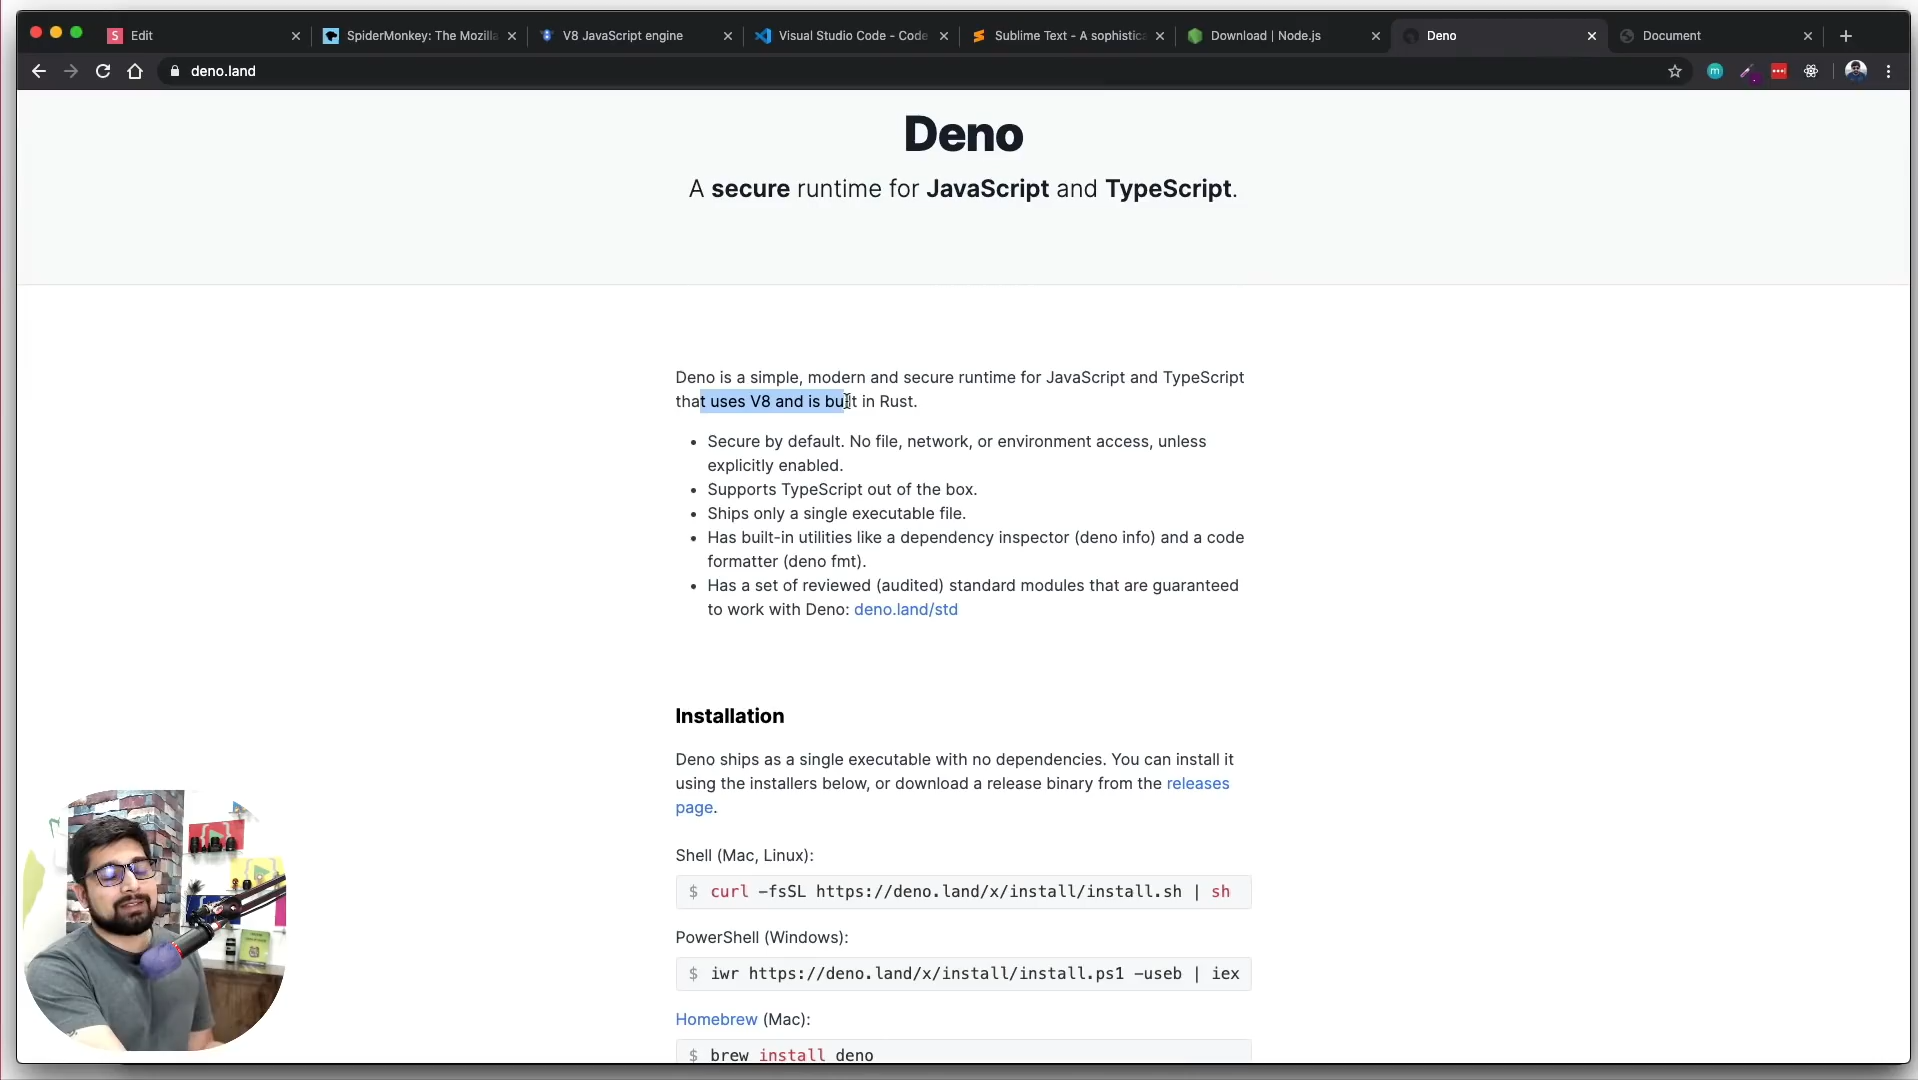 Edit
SpiderMonkey: The Mozilla
V8 JavaScript engine
Visual Studio Code - Code
Sublime Text - A sophistica
Download | Node.js
Deno
Document
deno.land
Deno
A secure runtime for JavaScript and TypeScript.
Deno is a simple, modern and secure runtime for JavaScript and TypeScript
that uses V8 and is built in Rust.
• Secure by default. No file, network, or environment access, unless
explicitly enabled.
• Supports TypeScript out of the box.
• Ships only a single executable file.
• Has built-in utilities like a dependency inspector (deno info) and a code
formatter (deno fmt).
• Has a set of reviewed (audited) standard modules that are guaranteed
to work with Deno: deno.land/std
Installation
Deno ships as a single executable with no dependencies. You can install it
using the installers below, or download a release binary from the releases
page.
Shell (Mac, Linux):
$ curl -fsSL https://deno.land/x/install/install.sh | sh
PowerShell (Windows):
$ iwr https://deno.land/x/install/install.ps1 -useb | iex
Homebrew (Mac):
$ brew install deno